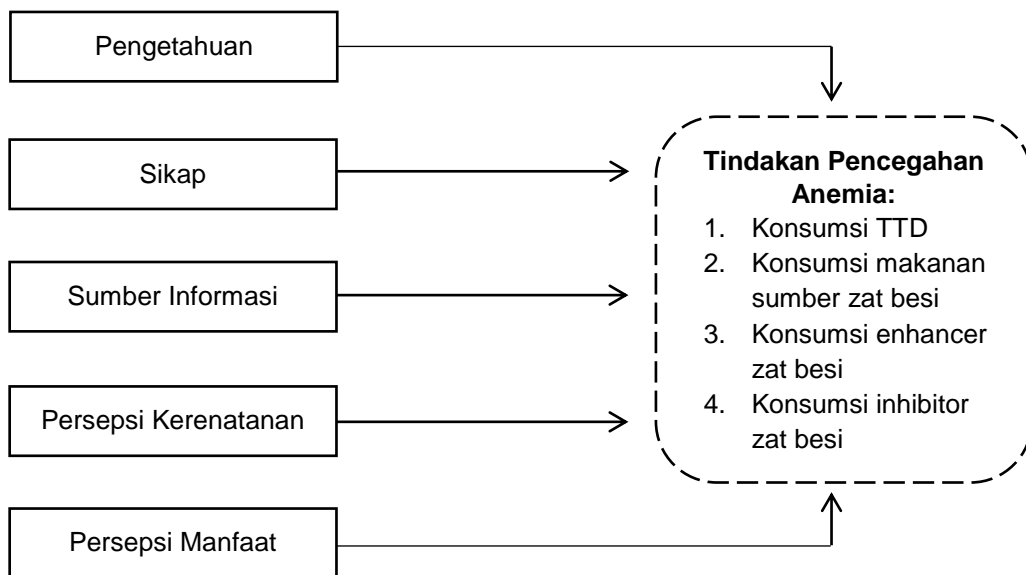 Pengetahuan
Sikap
Sumber Informasi
Persepsi Kerenatanan
Persepsi Manfaat
Tindakan Pencegahan
Anemia:
1. Konsumsi TTD
2. Konsumsi makanan
sumber zat besi
3. Konsumsi enhancer
zat besi
4. Konsumsi inhibitor
zat besi